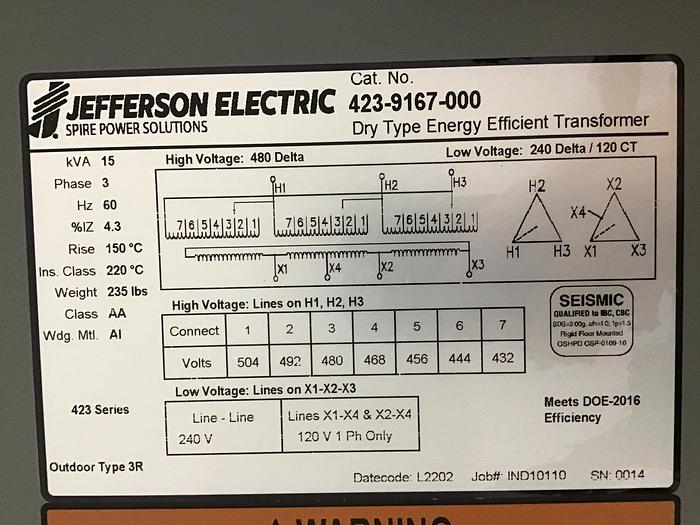 JEFFERSON ELECTRIC
SPIRE POWER SOLUTIONS
Cat. No.
423-9167-000
Dry Type Energy Efficient Transformer
kVA 15
Phase 3
Hz 60
%IZ 4.3
Rise 150 °C
Ins. Class 220 °C
Weight 235 lbs
Class AA
Wdg. Mtl. Al
423 Series
Outdoor Type 3R
High Voltage: 480 Delta
Low Voltage: 240 Delta / 120 CT
H1 H2 H3
7 6 5 4 3 2 1 7 6 5 4 3 2 1 7 6 5 4 3 2 1
X1 X4 X2 X3
H2 X2
X4
H1 H3 X1 X3
High Voltage: Lines on H1, H2, H3
Connect 1 2 3 4 5 6 7
Volts 504 492 480 468 456 444 432
SEISMIC
QUALIFIED to IBC, CBC
Rigid Floor Mounted
OSHPD OSP-0109-10
Low Voltage: Lines on X1-X2-X3
Line - Line Lines X1-X4 & X2-X4
240 V 120 V 1 Ph Only
Meets DOE-2016
Efficiency
Datecode: L2202 Job#: IND10110 SN: 0014
WARNING